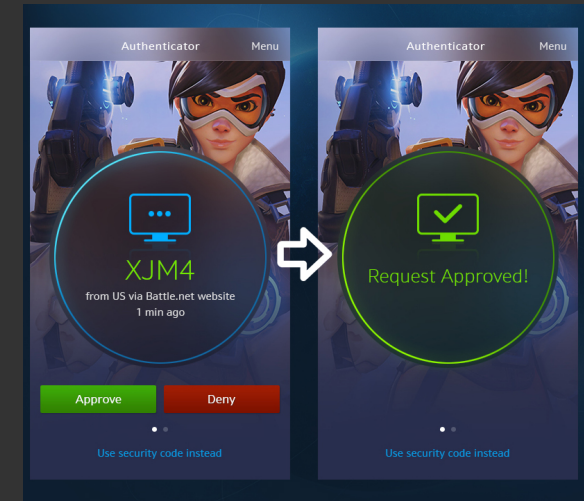 Authenticator Menu
XJM4
from US via Battle.net website
1 min ago
Approve Deny
Use security code instead
Authenticator Menu
Request Approved!
Use security code instead